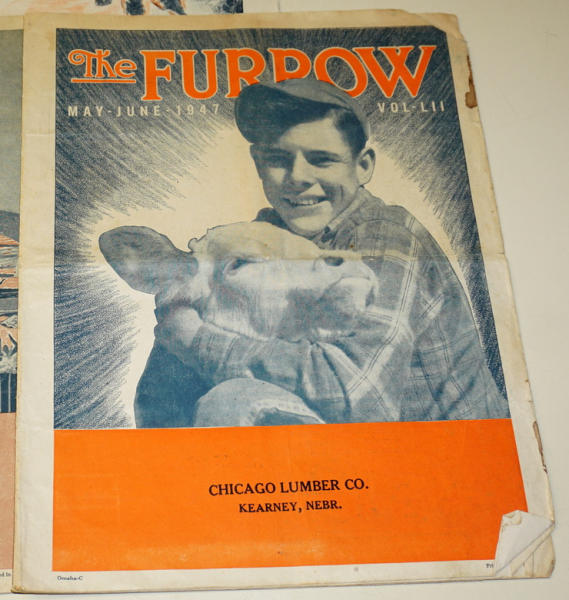 The FURROW
MAY-JUNE-1947 VOL-LII
CHICAGO LUMBER CO.
KEARNEY, NEBR.
Omaha-C